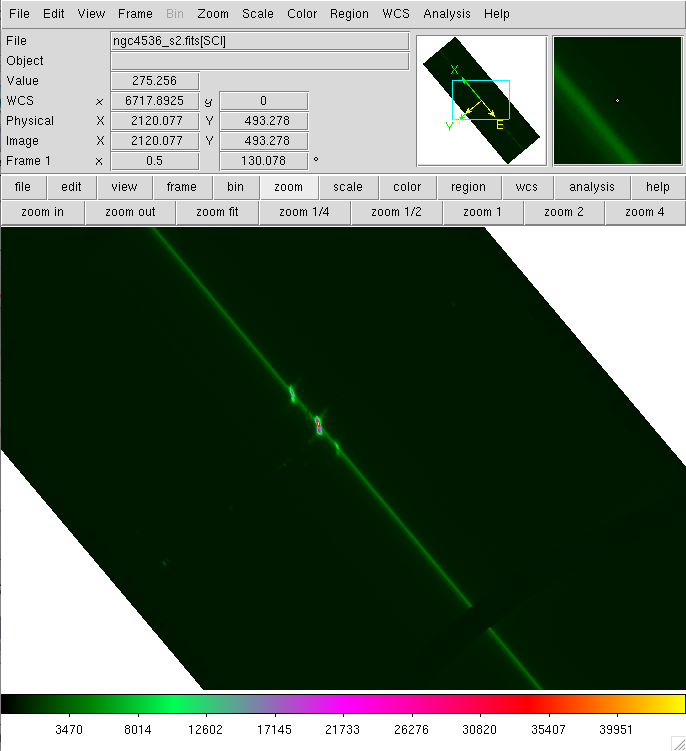 File Edit View Frame Bin Zoom Scale Color Region WCS Analysis Help
File ngc4536_s2.fits[SCI]
Object
Value 275.256
WCS x 6717.8925 y 0
Physical X 2120.077 Y 493.278
Image X 2120.077 Y 493.278
Frame 1 x 0.5 130.078 °
X
Y E
file edit view frame bin zoom scale color region wcs analysis help
zoom in zoom out zoom fit zoom 1/4 zoom 1/2 zoom 1 zoom 2 zoom 4
3470 8014 12602 17145 21733 26276 30820 35407 39951